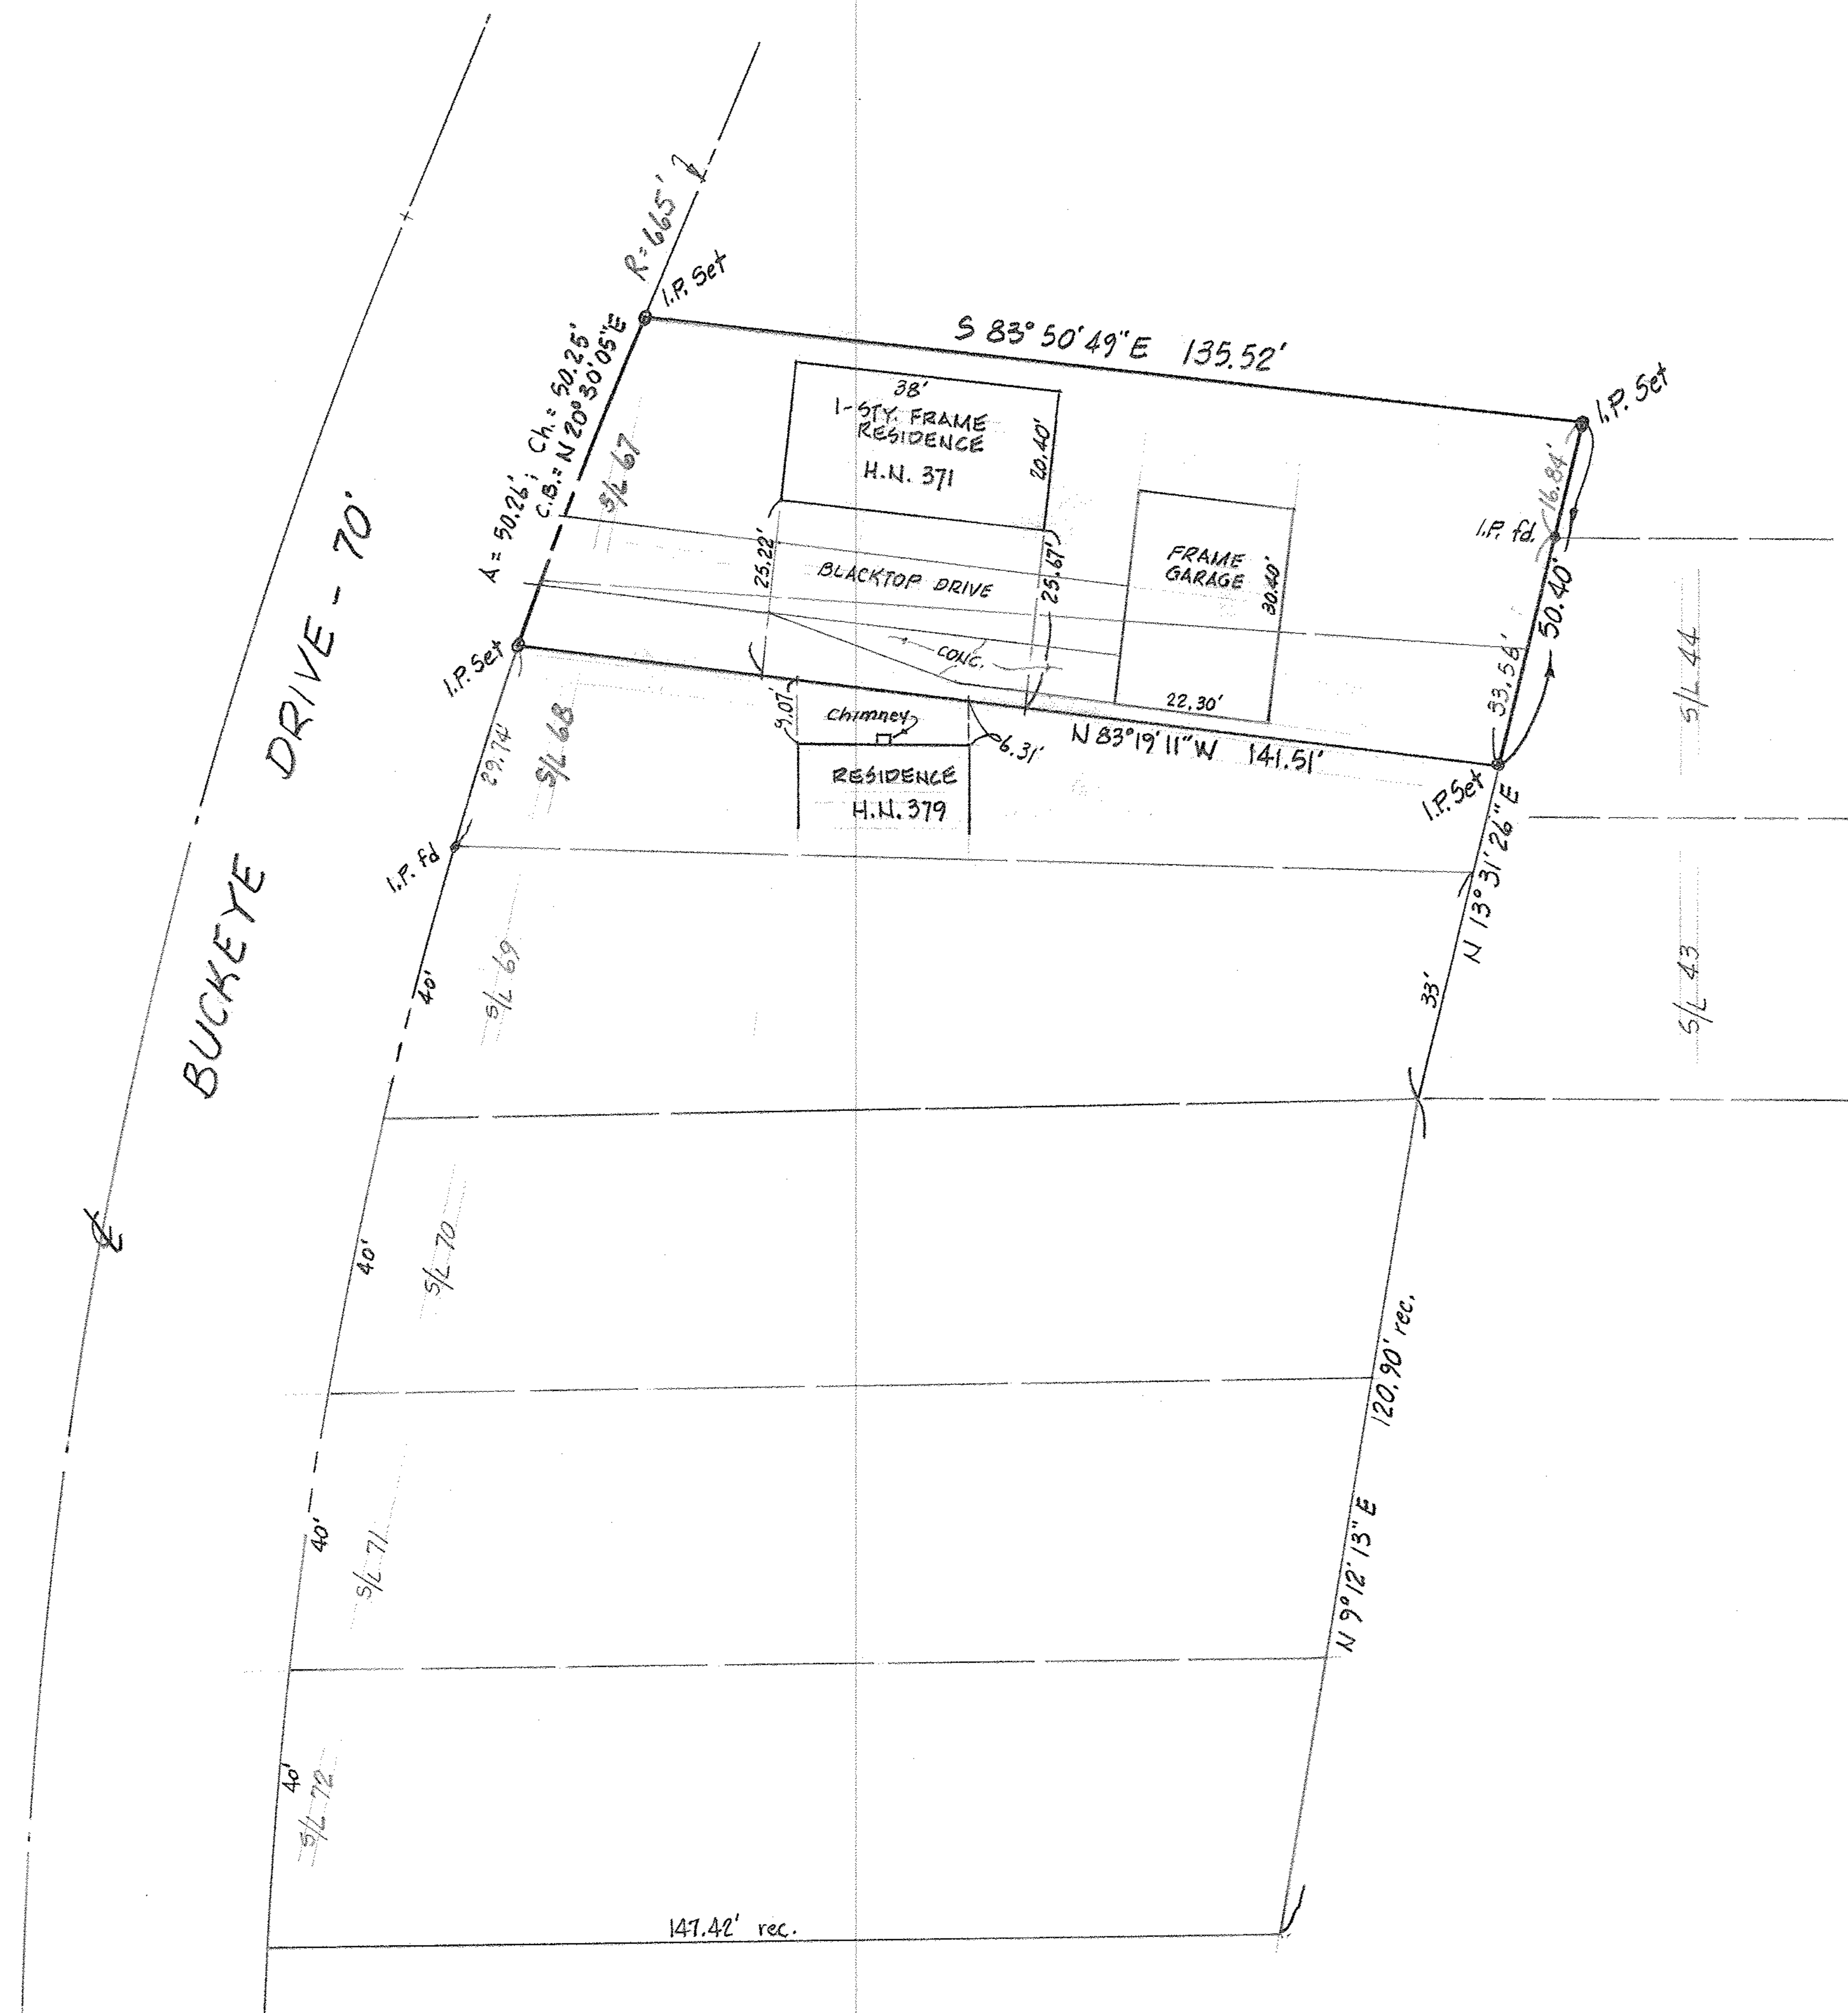 R=665'
I.P. Set
A = 50.26'; Ch. = 50.25'
C.B. = N 20° 30' 05" E
S 83° 50' 49" E 135.52'
I.P. Set
38'
1-STY. FRAME
RESIDENCE
H.N. 371
20.40'
S/L 67
16.84'
I.P. fd.
50.40'
33.56'
25.22'
BLACKTOP DRIVE
25.67'
FRAME
GARAGE
30.40'
CONC.
22.30'
I.P. Set
9.07'
chimney
6.31'
N 83° 19' 11" W 141.51'
I.P. Set
RESIDENCE
H.N. 379
29.74'
S/L 68
I.P. fd
S/L 44
N 13° 31' 26" E
BUCKEYE DRIVE - 70'
40'
S/L 69
33'
S/L 43
℄
40'
S/L 70
120.90' rec.
N 9° 12' 13" E
40'
S/L 71
40'
S/L 72
147.42' rec.